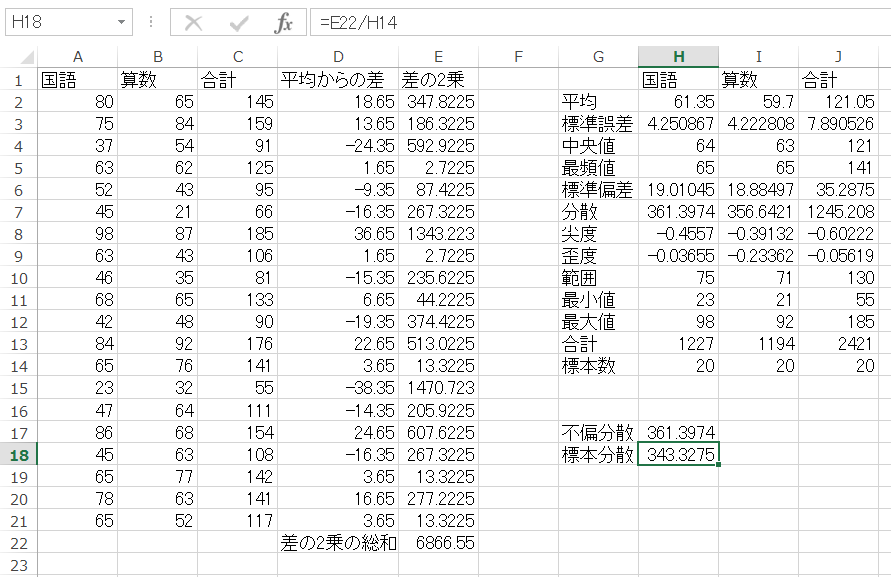 H18 fx =E22/H14
A B C D E F G H I J
1 国語 算数 合計 平均からの差 差の2乗 国語 算数 合計
2 80 65 145 18.65 347.8225 平均 61.35 59.7 121.05
3 75 84 159 13.65 186.3225 標準誤差 4.250867 4.222808 7.890526
4 37 54 91 −24.35 592.9225 中央値 64 63 121
5 63 62 125 1.65 2.7225 最頻値 65 65 141
6 52 43 95 −9.35 87.4225 標準偏差 19.01045 18.88497 35.2875
7 45 21 66 −16.35 267.3225 分散 361.3974 356.6421 1245.208
8 98 87 185 36.65 1343.223 尖度 −0.4557 −0.39132 −0.60222
9 63 43 106 1.65 2.7225 歪度 −0.03655 −0.23362 −0.05619
10 46 35 81 −15.35 235.6225 範囲 75 71 130
11 68 65 133 6.65 44.2225 最小値 23 21 55
12 42 48 90 −19.35 374.4225 最大値 98 92 185
13 84 92 176 22.65 513.0225 合計 1227 1194 2421
14 65 76 141 3.65 13.3225 標本数 20 20 20
15 23 32 55 −38.35 1470.723
16 47 64 111 −14.35 205.9225
17 86 68 154 24.65 607.6225 不偏分散 361.3974
18 45 63 108 −16.35 267.3225 標本分散 343.3275
19 65 77 142 3.65 13.3225
20 78 63 141 16.65 277.2225
21 65 52 117 3.65 13.3225
22 差の2乗の総和 6866.55
23